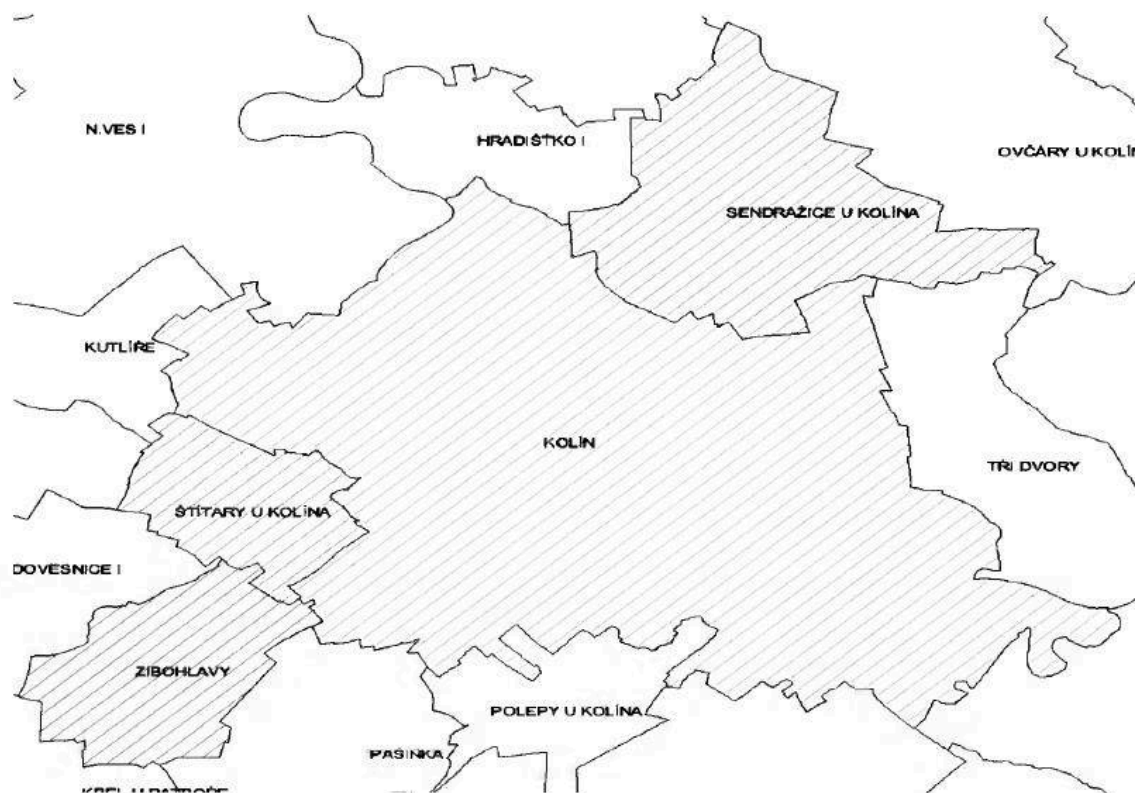 N.VES I
HRADIŠŤKO I
OVČÁRY U KOLÍN
SENDRAŽICE U KOLÍNA
KUTLÍŘE
KOLÍN
TŘI DVORY
ŠTÍTARY U KOLÍNA
DOVESNICE I
ZIBOHLAVY
POLEPY U KOLÍNA
PAŠINKA